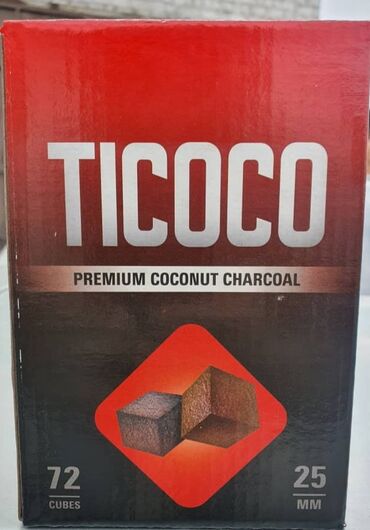 TICOCO
PREMIUM COCONUT CHARCOAL
72
CUBES
25
MM